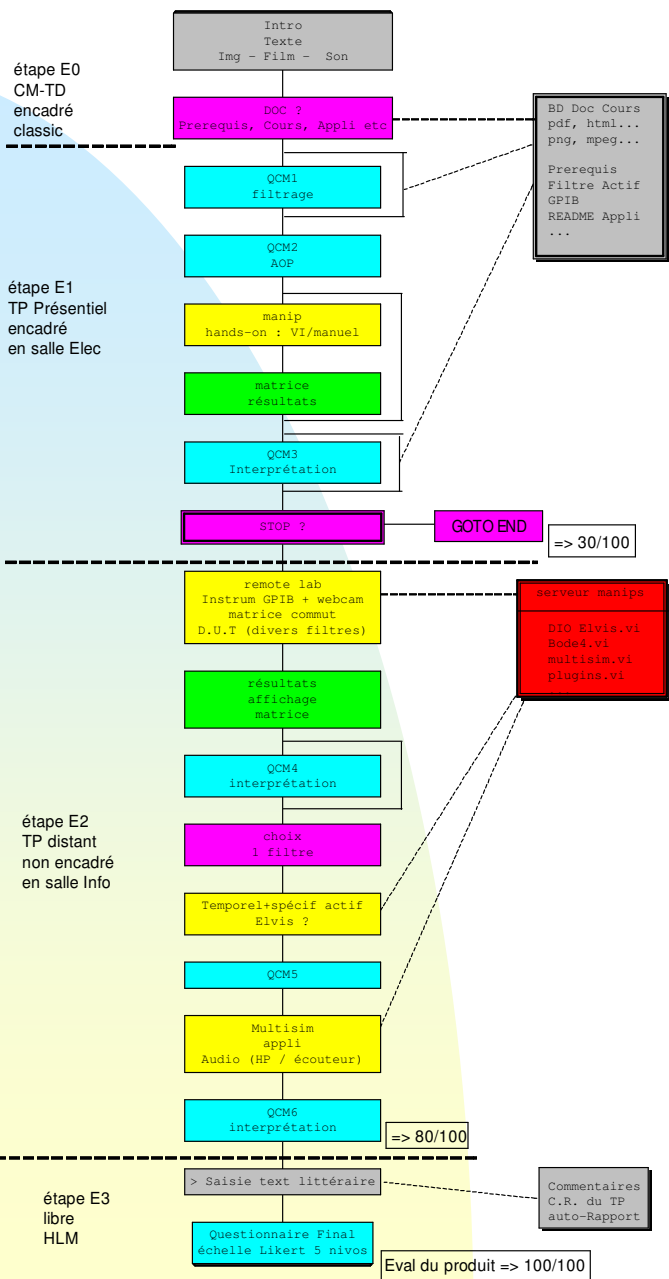 Intro
Texte
Img - Film - Son
étape E0
CM-TD
encadré
classic
DOC ?
Prerequis, Cours, Appli etc
BD Doc Cours
pdf, html...
png, mpeg...
Prerequis
Filtre Actif
GPIB
README Appli
...
QCM1
filtrage
QCM2
AOP
étape E1
TP Présentiel
encadré
en salle Elec
manip
hands-on : VI/manuel
matrice
résultats
QCM3
Interprétation
STOP ?
GOTO END
=> 30/100
remote lab
Instrum GPIB + webcam
matrice commut
D.U.T (divers filtres)
serveur manips
DIO Elvis.vi
Bode4.vi
multisim.vi
plugins.vi
...
résultats
affichage
matrice
QCM4
interprétation
étape E2
TP distant
non encadré
en salle Info
choix
1 filtre
Temporel+spécif actif
Elvis ?
QCM5
Multisim
appli
Audio (HP / écouteur)
QCM6
interprétation
=> 80/100
étape E3
libre
HLM
> Saisie text littéraire
Commentaires
C.R. du TP
auto-Rapport
Questionnaire Final
échelle Likert 5 nivos
Eval du produit => 100/100